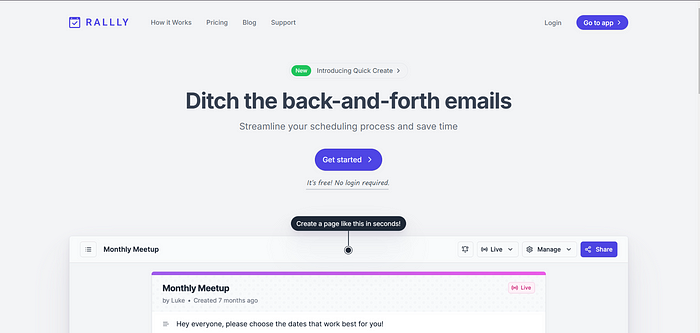 RALLLY How it Works Pricing Blog Support Login Go to app
New Introducing Quick Create
Ditch the back-and-forth emails
Streamline your scheduling process and save time
Get started
It's free! No login required.
Create a page like this in seconds!
Monthly Meetup Live Manage Share
Monthly Meetup Live
by Luke • Created 7 months ago
Hey everyone, please choose the dates that work best for you!